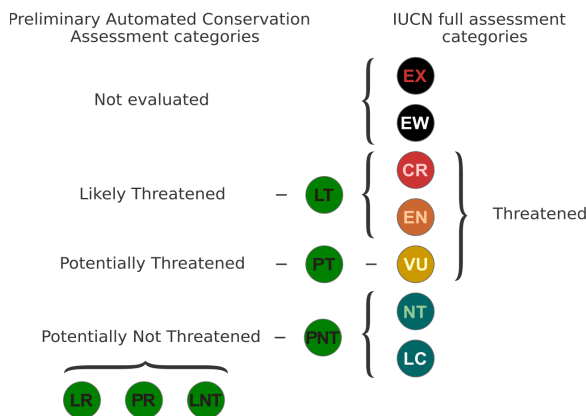 Preliminary Automated Conservation
Assessment categories
IUCN full assessment
categories
Not evaluated
EX
EW
Likely Threatened
LT
CR
EN
Threatened
Potentially Threatened
PT
VU
Potentially Not Threatened
PNT
NT
LC
LR
PR
LNT